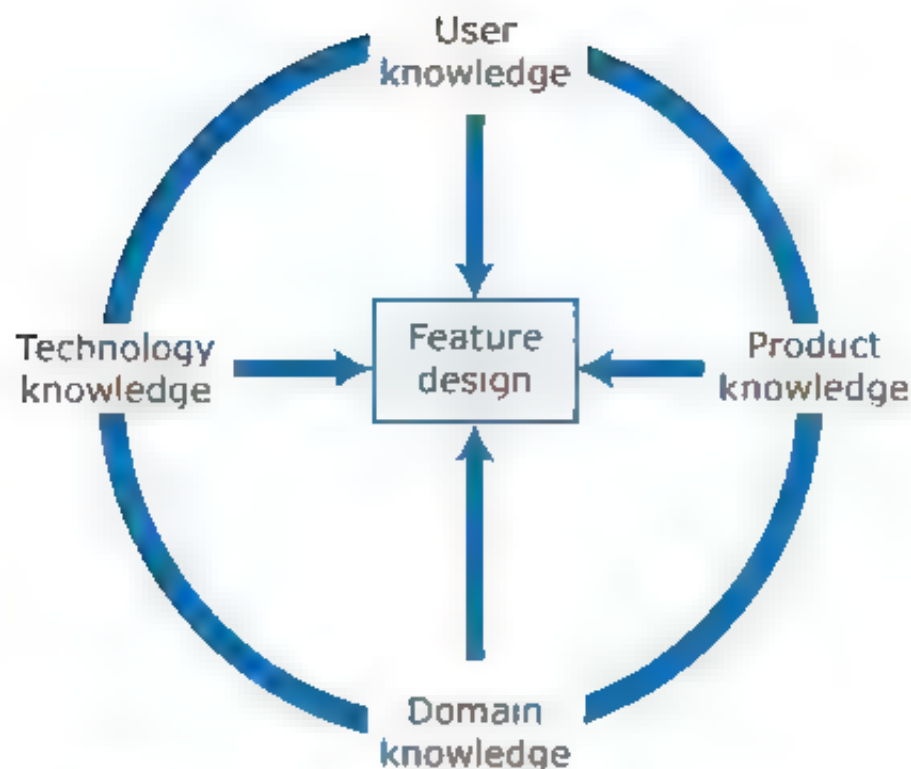 User
knowledge
Technology
knowledge
Feature
design
Product
knowledge
Domain
knowledge